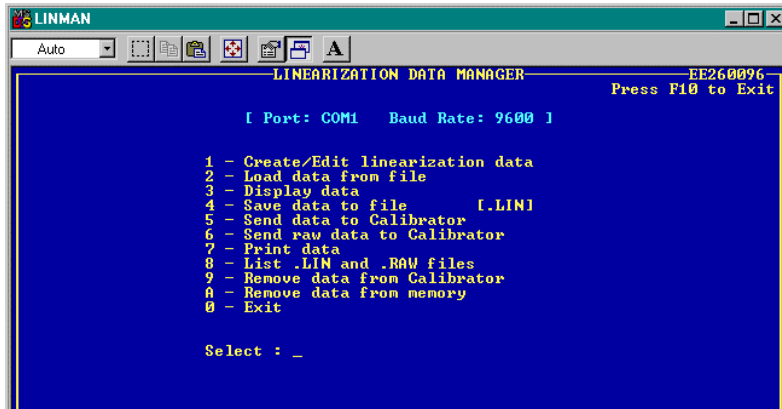 LINMAN
Auto
A
LINEARIZATION DATA MANAGER EE260096
Press F10 to Exit
[ Port: COM1 Baud Rate: 9600 ]
1 - Create/Edit linearization data
2 - Load data from file
3 - Display data
4 - Save data to file [.LIN]
5 - Send data to Calibrator
6 - Send raw data to Calibrator
7 - Print data
8 - List .LIN and .RAW files
9 - Remove data from Calibrator
A - Remove data from memory
0 - Exit
Select : _